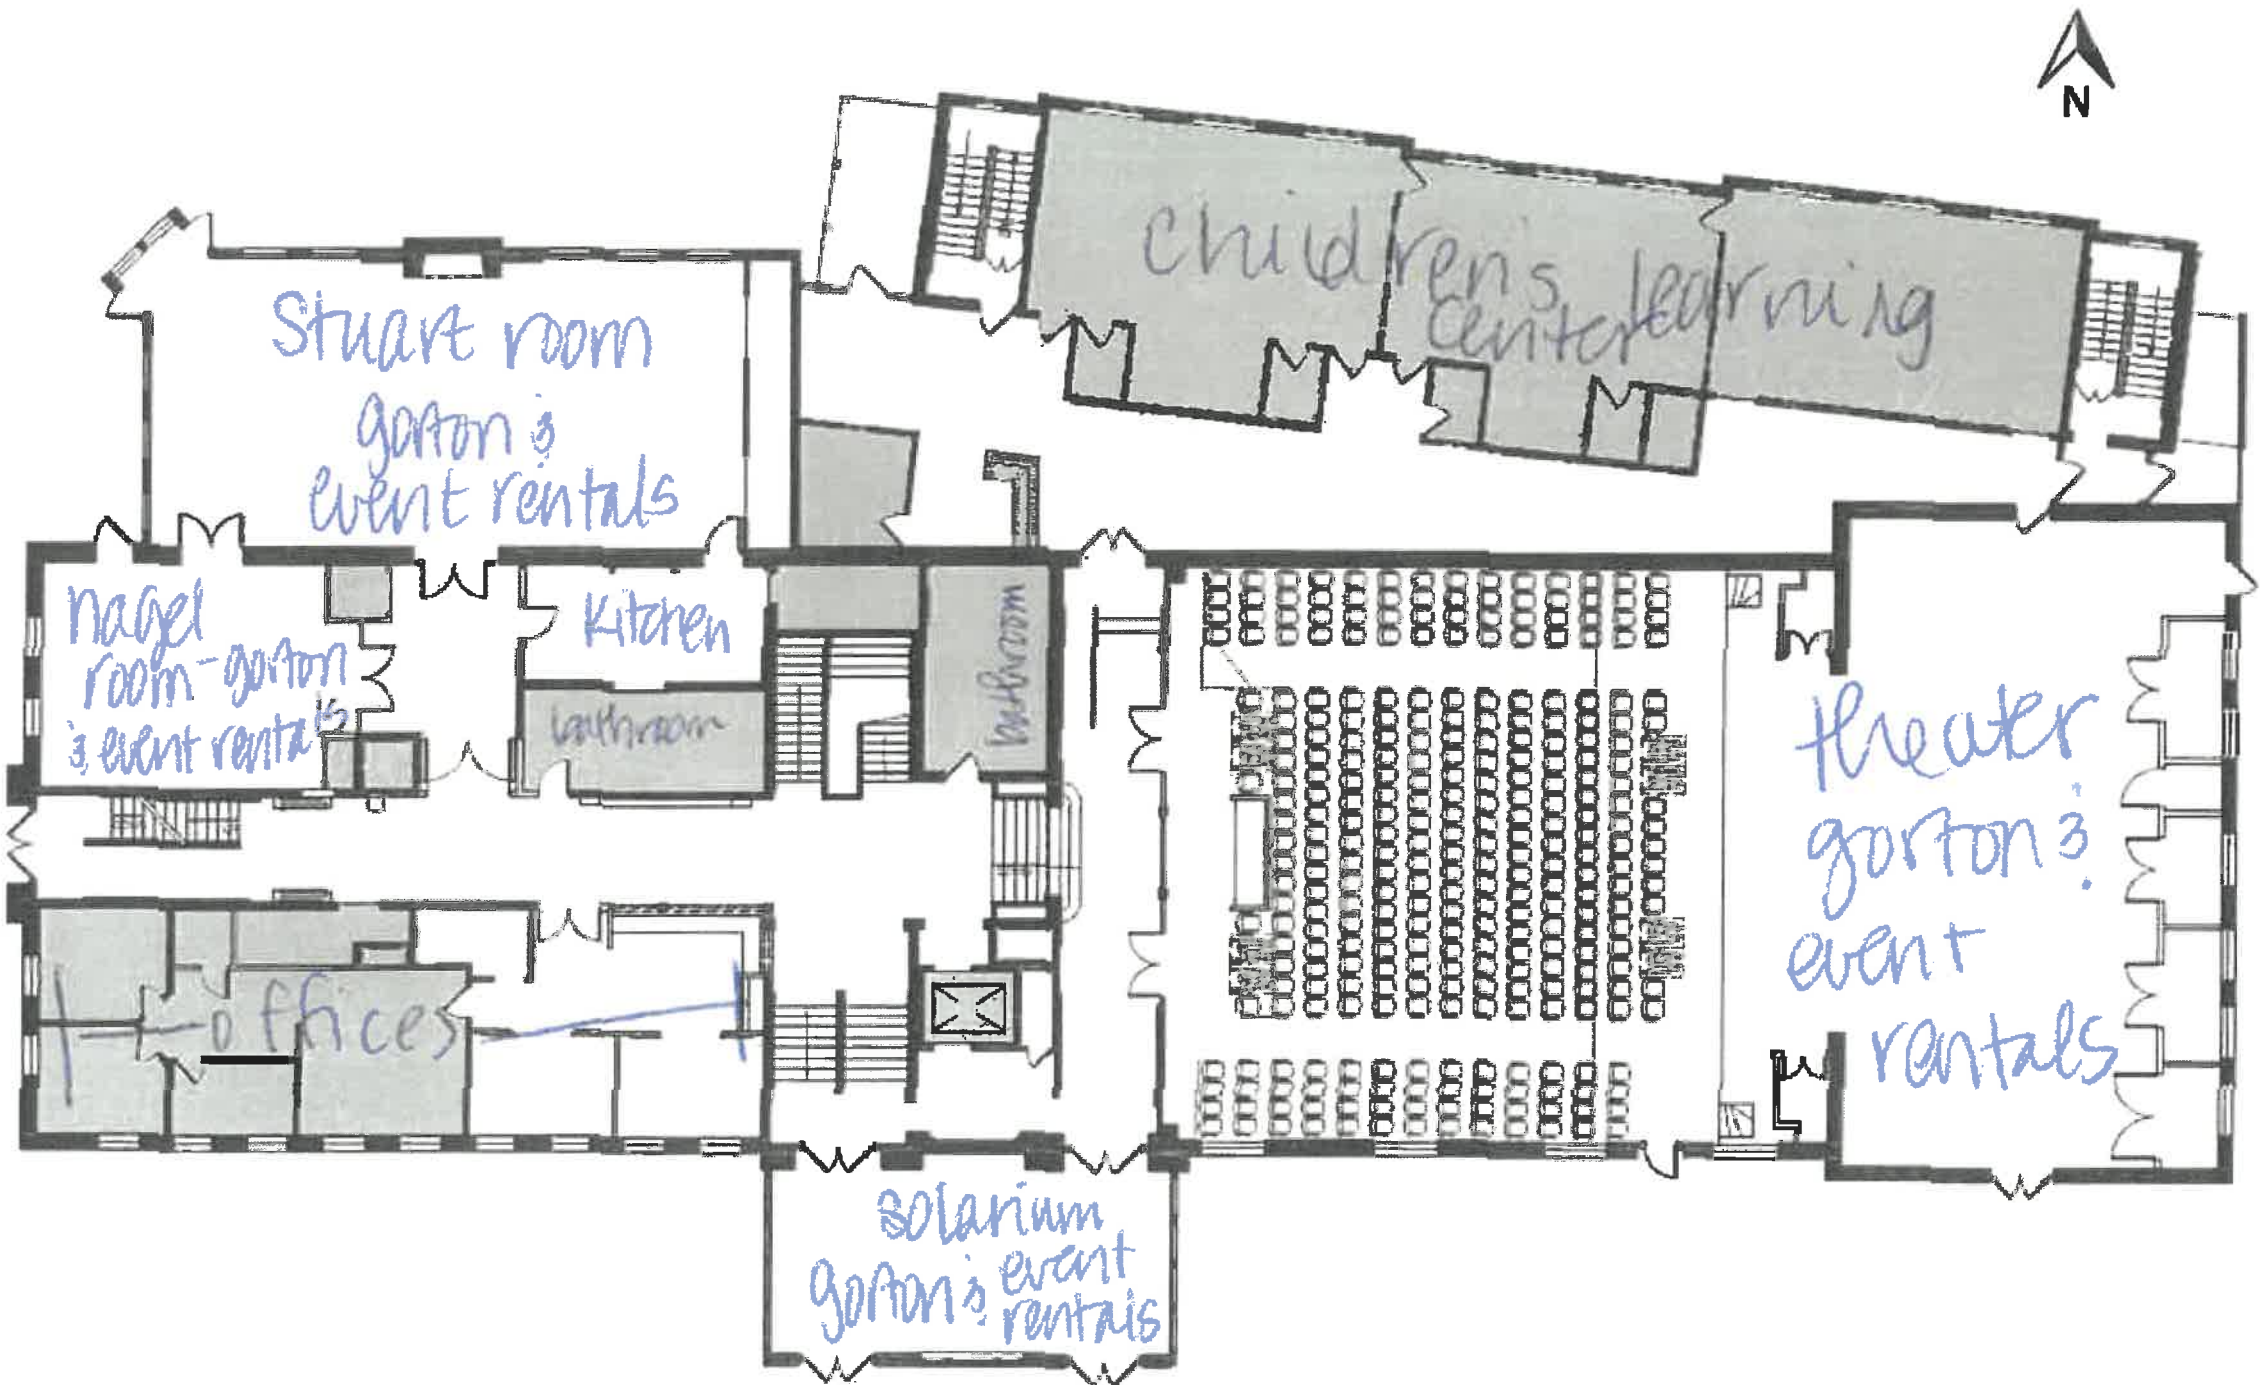 N
Children's learning
center
Stuart room
gorton &
event rentals
nagel
room - gorton
& event rentals
Kitchen
bathroom
bathroom
theater
gorton &
event
rentals
offices
solarium
gorton & event
rentals